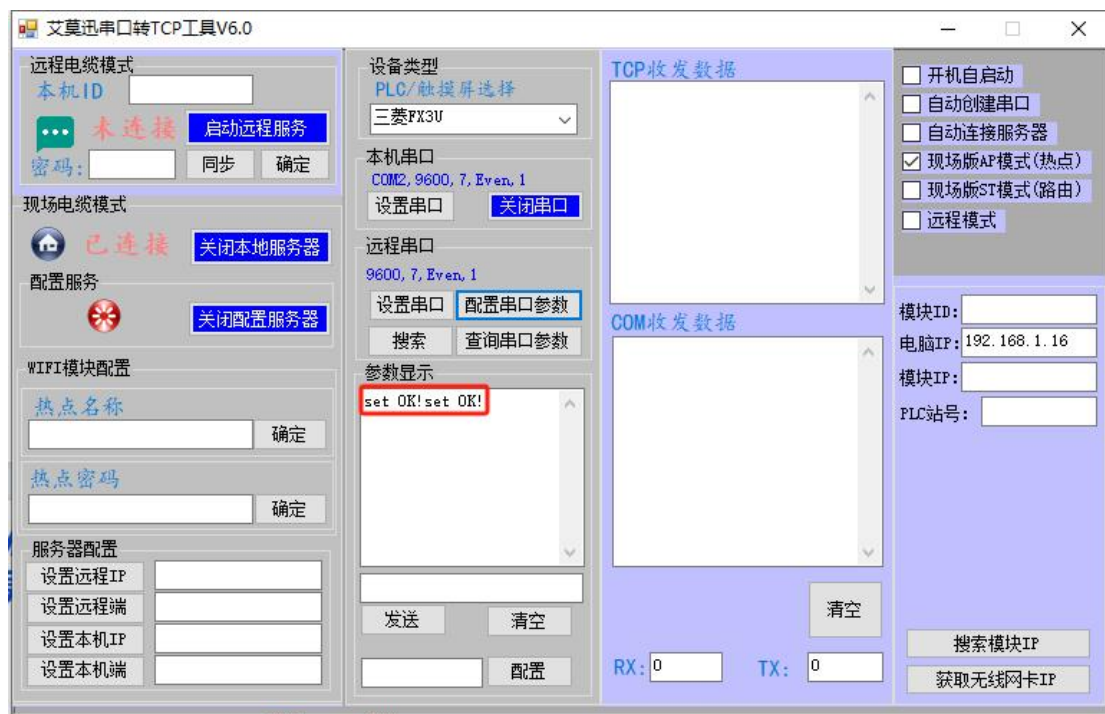 艾莫迅串口转TCP工具V6.0
远程电缆模式
本机ID
未连接
启动远程服务
密码:
同步
确定
现场电缆模式
已连接
关闭本地服务器
配置服务
关闭配置服务器
WIFI模块配置
热点名称
确定
热点密码
确定
服务器配置
设置远程IP
设置远程端
设置本机IP
设置本机端
设备类型
PLC/触摸屏选择
三菱FX3U
本机串口
COM2, 9600, 7, Even, 1
设置串口
关闭串口
远程串口
9600, 7, Even, 1
设置串口
配置串口参数
搜索
查询串口参数
参数显示
set OK!set OK!
发送
清空
配置
TCP收发数据
COM收发数据
清空
RX: 0
TX: 0
开机自启动
自动创建串口
自动连接服务器
现场版AP模式(热点)
现场版ST模式(路由)
远程模式
模块ID:
电脑IP: 192.168.1.16
模块IP:
PLC站号:
搜索模块IP
获取无线网卡IP